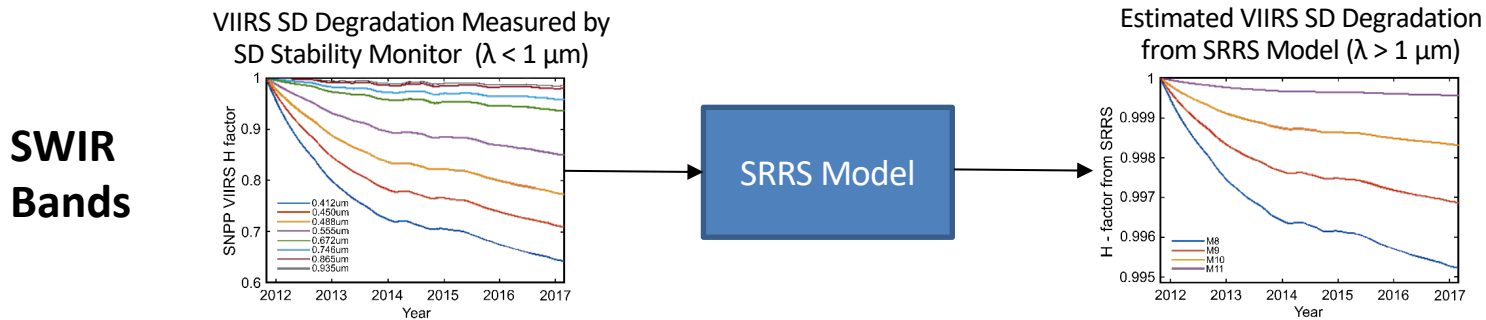 SWIR
Bands
VIIRS SD Degradation Measured by
SD Stability Monitor (λ < 1 µm)
1
0.9
0.8
0.7
0.6
SNPP VIIRS H factor
0.412um
0.450um
0.488um
0.555um
0.672um
0.746um
0.865um
0.935um
2012 2013 2014 2015 2016 2017
Year
SRRS Model
Estimated VIIRS SD Degradation
from SRRS Model (λ > 1 µm)
1
0.999
0.998
0.997
0.996
0.995
H - factor from SRRS
M8
M9
M10
M11
2012 2013 2014 2015 2016 2017
Year